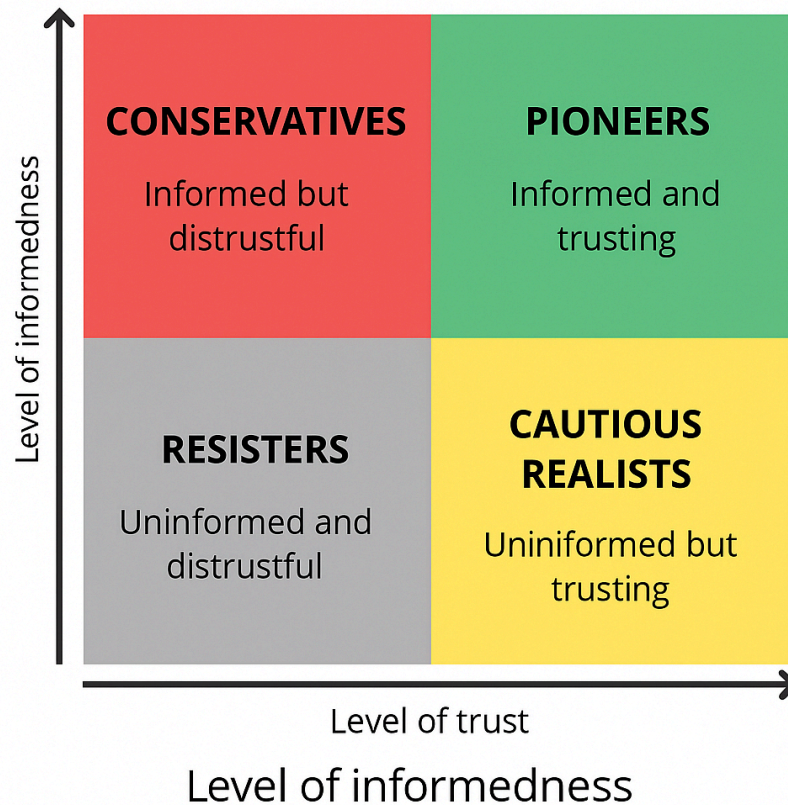 CONSERVATIVES
Informed but
distrustful
PIONEERS
Informed and
trusting
Level of informedness
RESISTERS
Uninformed and
distrustful
CAUTIOUS
REALISTS
Uniniformed but
trusting
Level of trust
Level of informedness